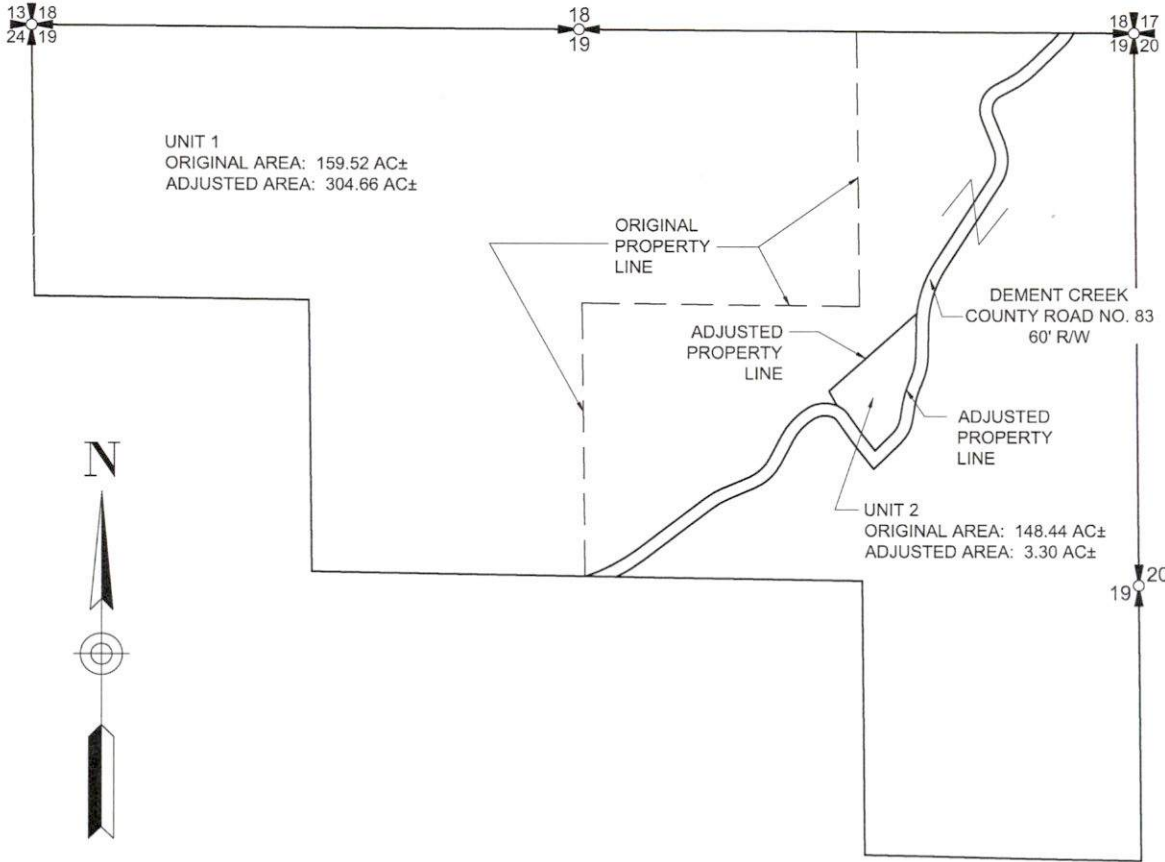 13 18
24 19
18
19
18 17
19 20
UNIT 1
ORIGINAL AREA: 159.52 AC±
ADJUSTED AREA: 304.66 AC±
ORIGINAL
PROPERTY
LINE
DEMENT CREEK
COUNTY ROAD NO. 83
60' R/W
ADJUSTED
PROPERTY
LINE
ADJUSTED
PROPERTY
LINE
N
UNIT 2
ORIGINAL AREA: 148.44 AC±
ADJUSTED AREA: 3.30 AC±
20
19